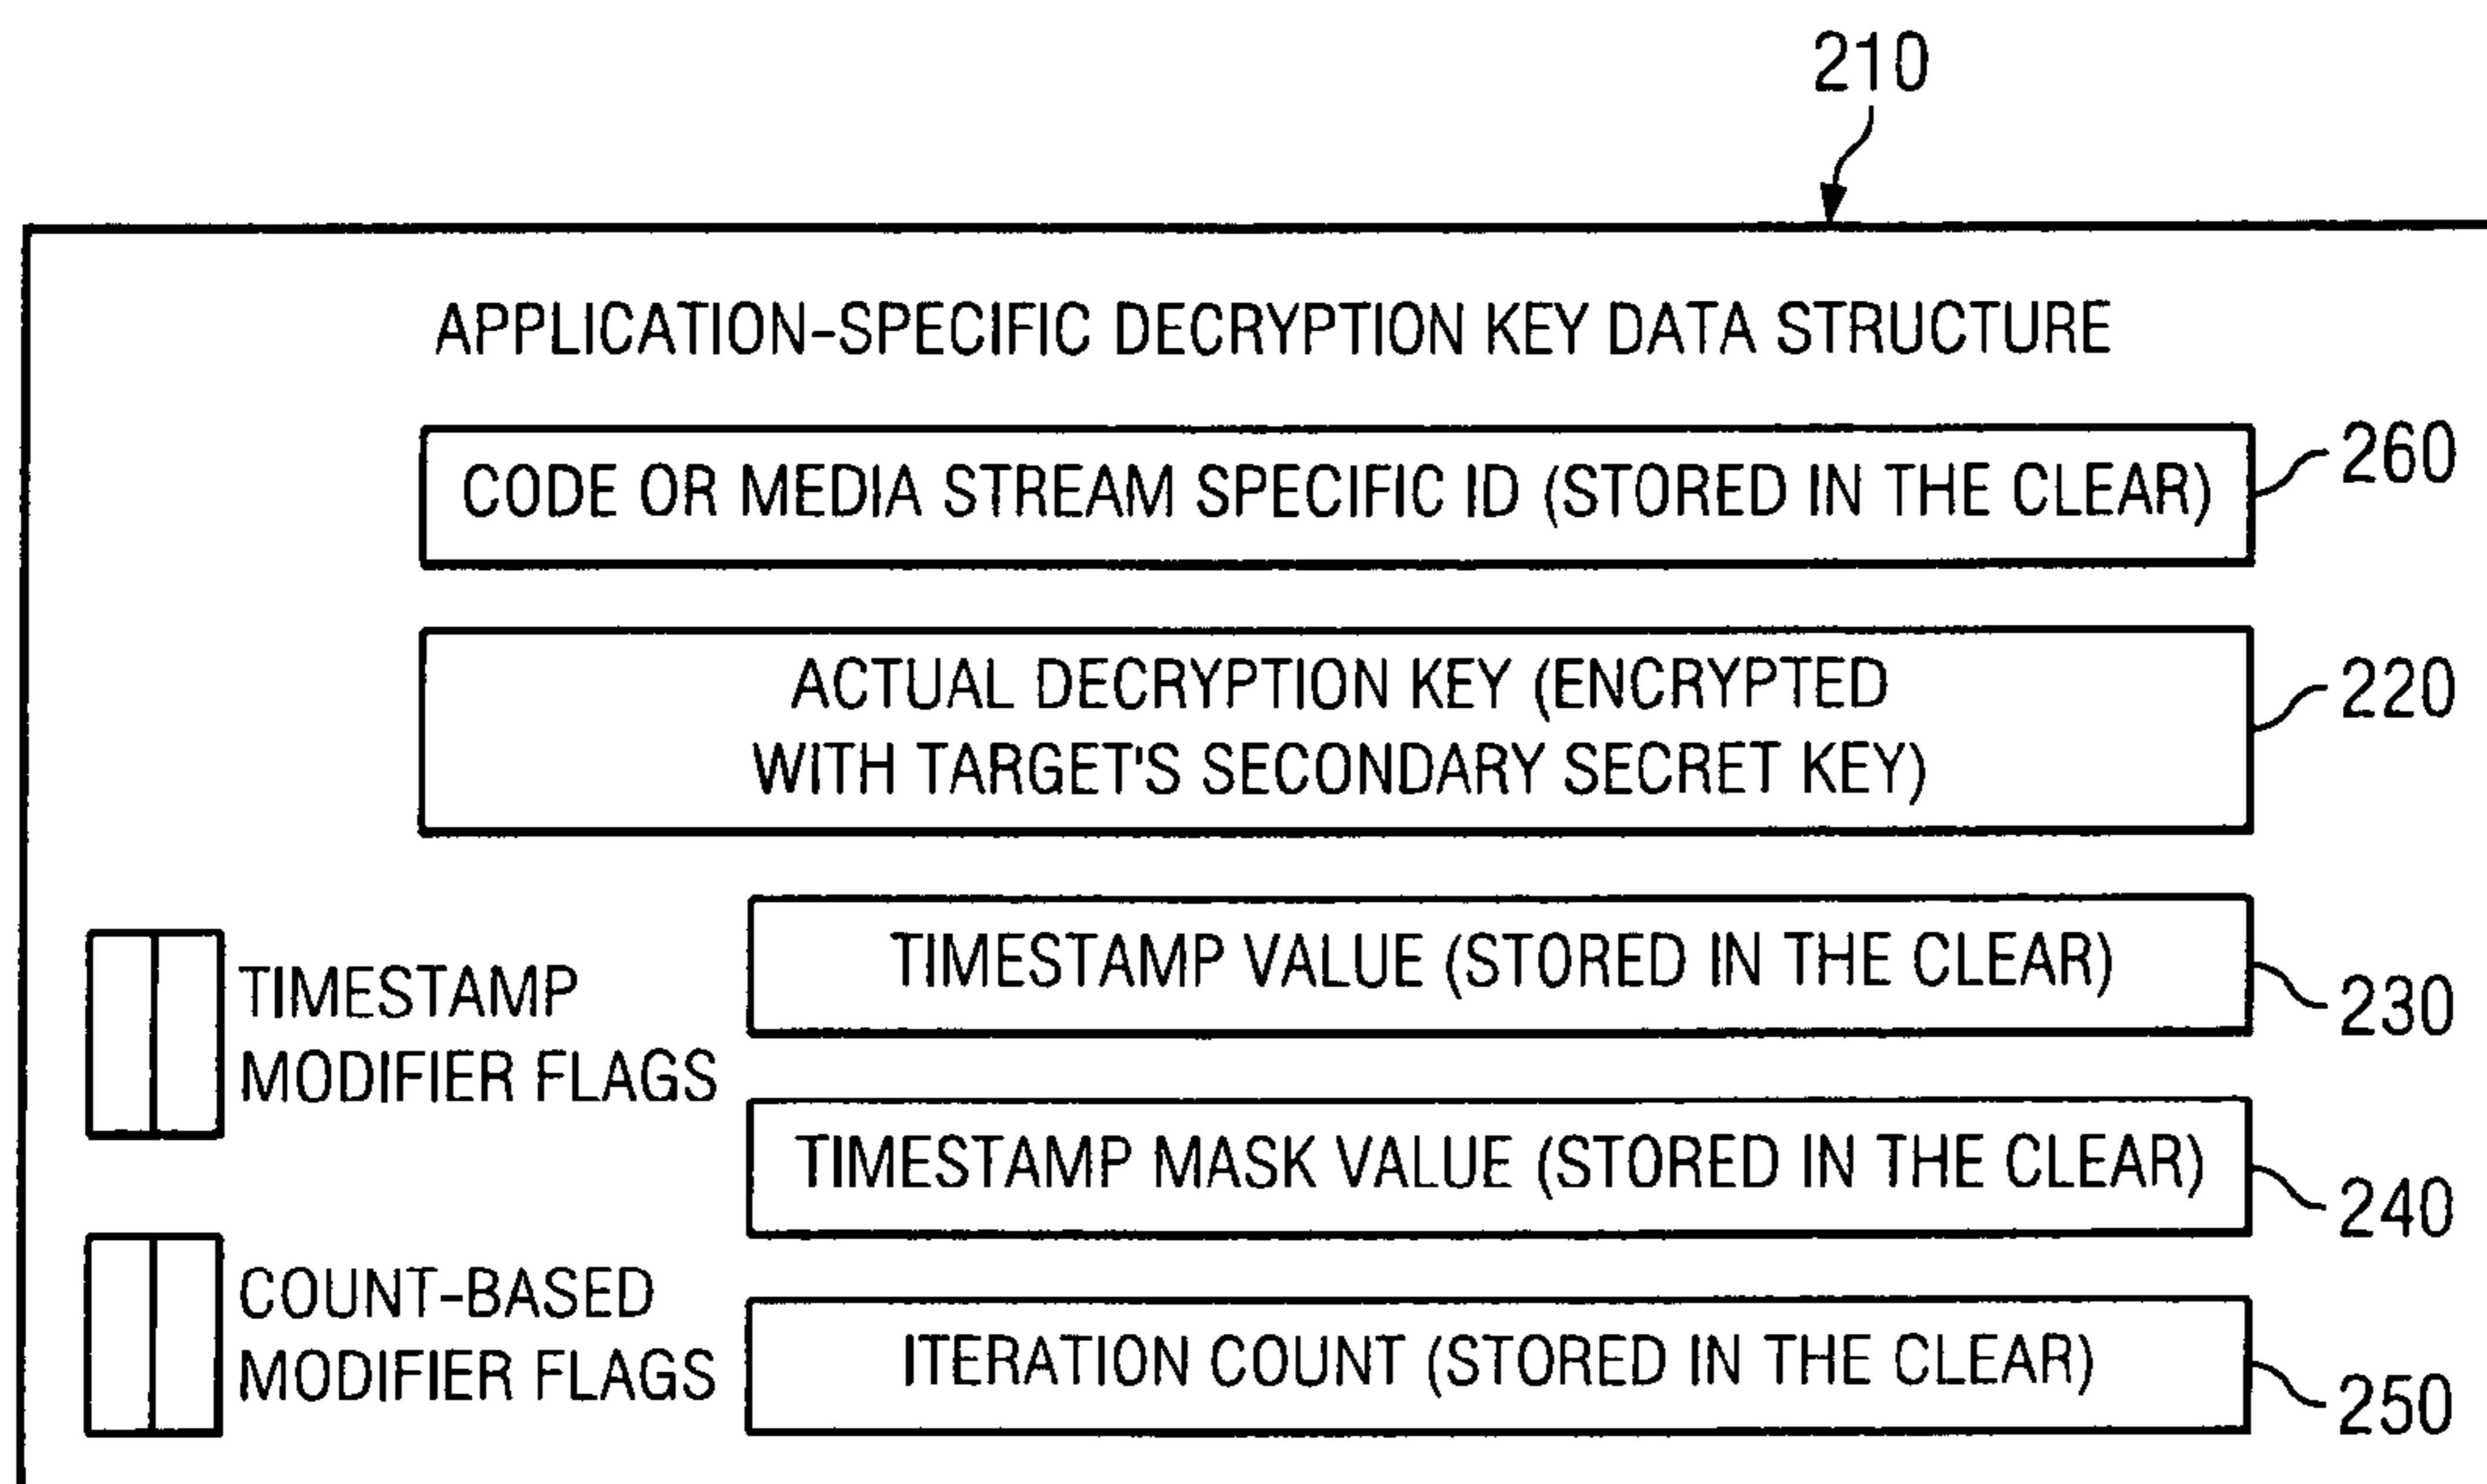 210
APPLICATION-SPECIFIC DECRYPTION KEY DATA STRUCTURE
CODE OR MEDIA STREAM SPECIFIC ID (STORED IN THE CLEAR)
260
ACTUAL DECRYPTION KEY (ENCRYPTED
WITH TARGET'S SECONDARY SECRET KEY)
220
TIMESTAMP
MODIFIER FLAGS
TIMESTAMP VALUE (STORED IN THE CLEAR)
230
TIMESTAMP MASK VALUE (STORED IN THE CLEAR)
240
COUNT-BASED
MODIFIER FLAGS
ITERATION COUNT (STORED IN THE CLEAR)
250